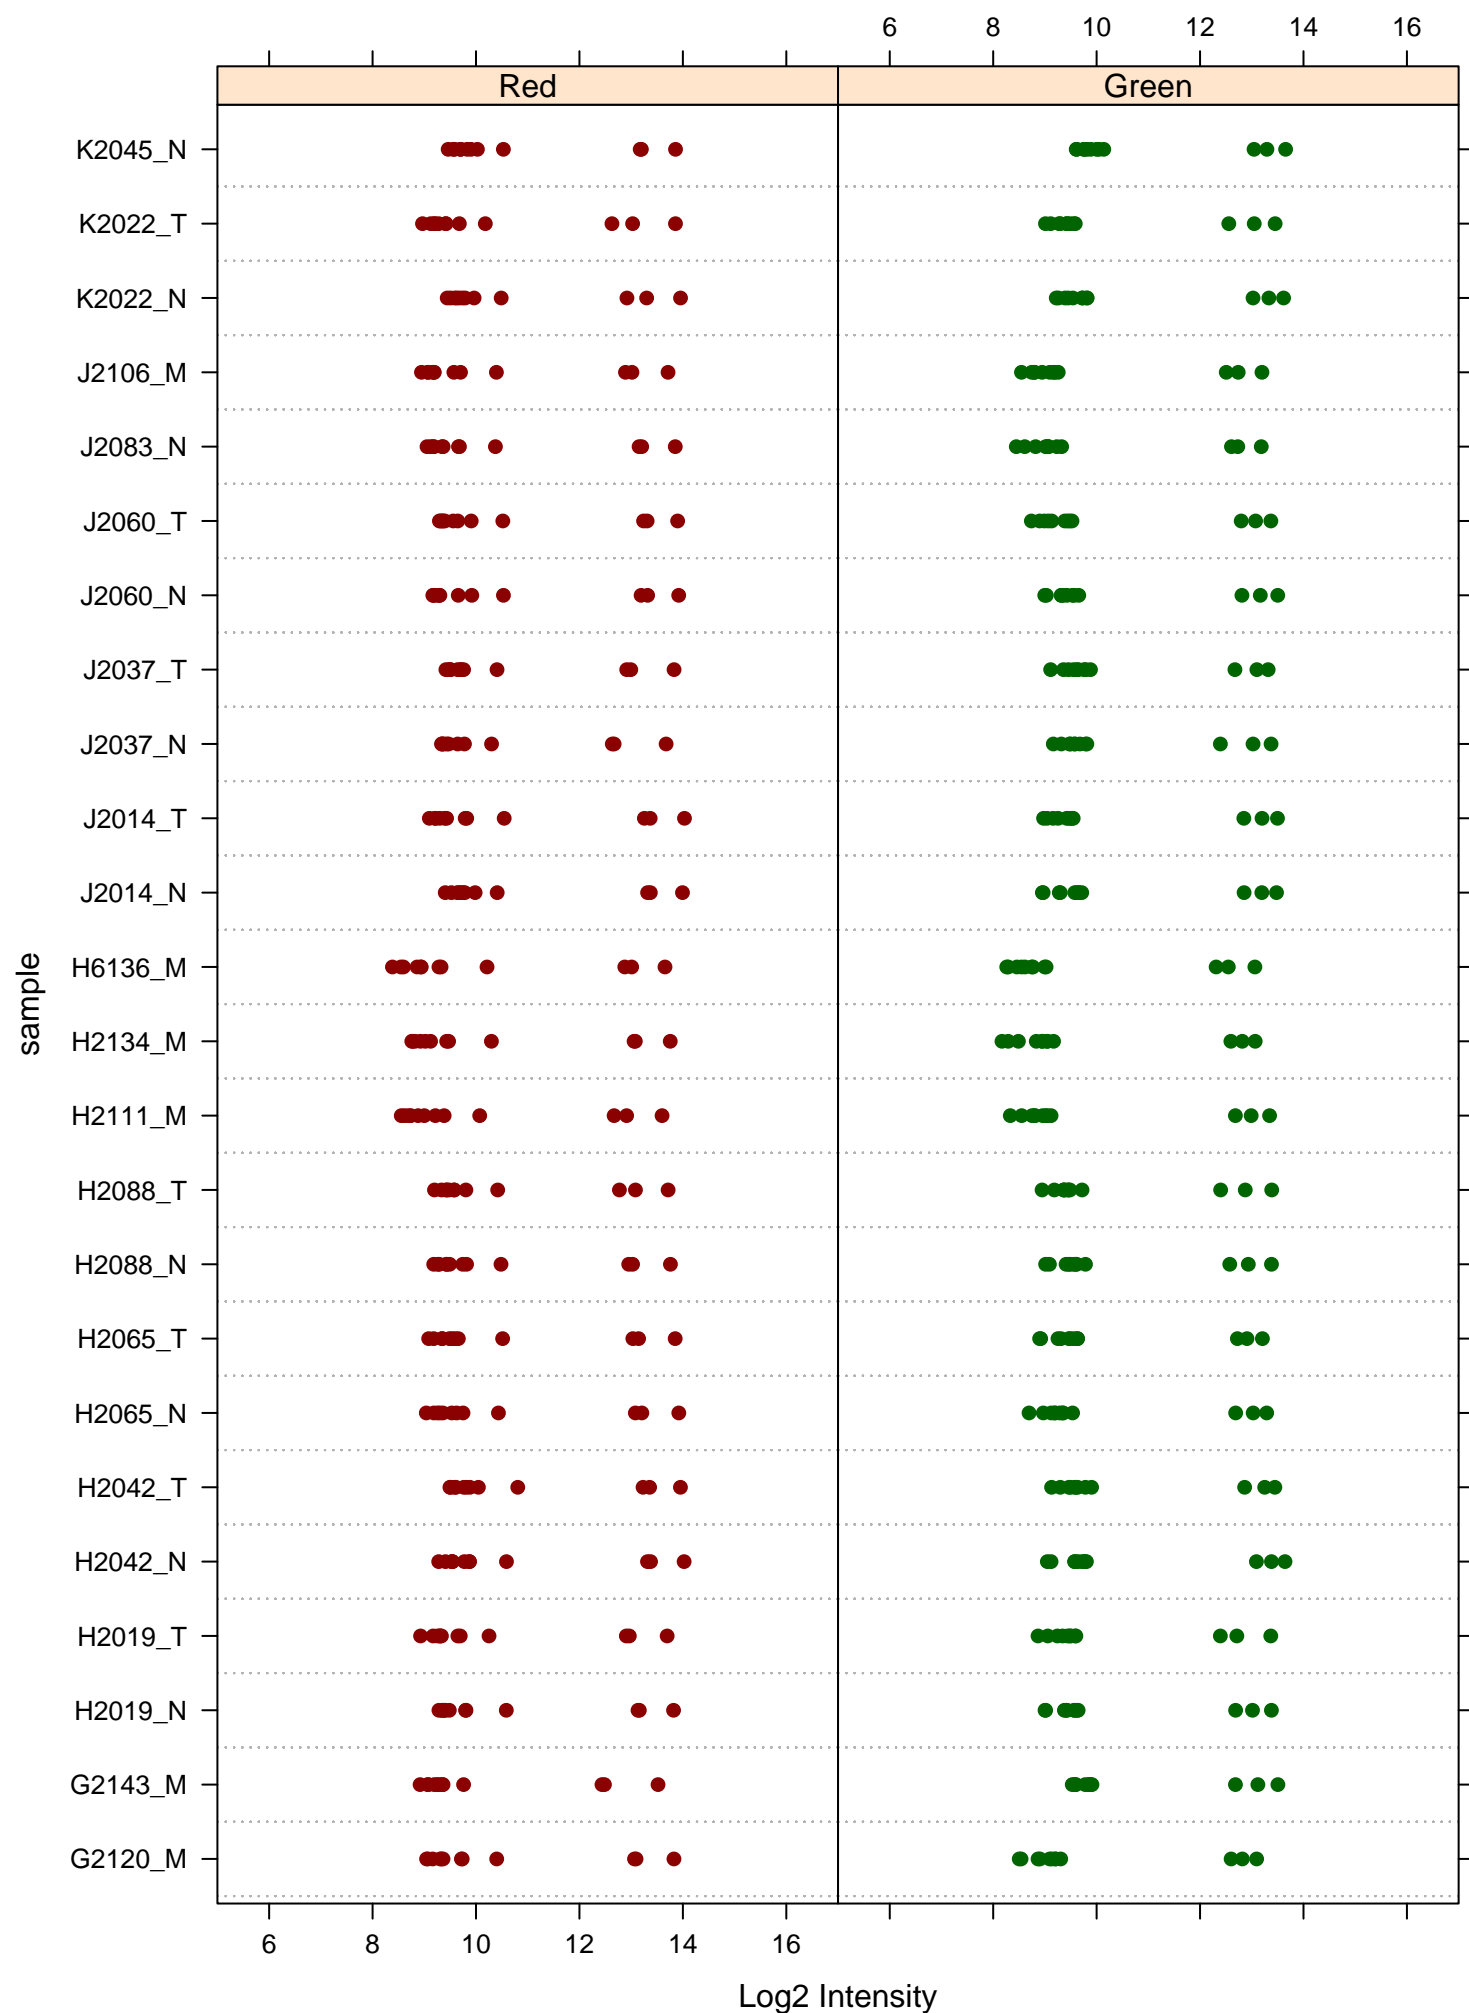 6 8 10 12 14 16
Red Green
K2045_N
K2022_T
K2022_N
J2106_M
J2083_N
J2060_T
J2060_N
J2037_T
J2037_N
J2014_T
J2014_N
H6136_M
sample
H2134_M
H2111_M
H2088_T
H2088_N
H2065_T
H2065_N
H2042_T
H2042_N
H2019_T
H2019_N
G2143_M
G2120_M
6 8 10 12 14 16
Log2 Intensity